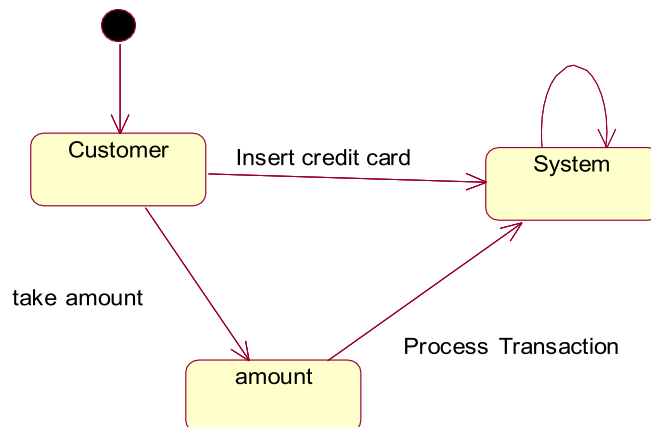 Customer
Insert credit card
System
take amount
Process Transaction
amount